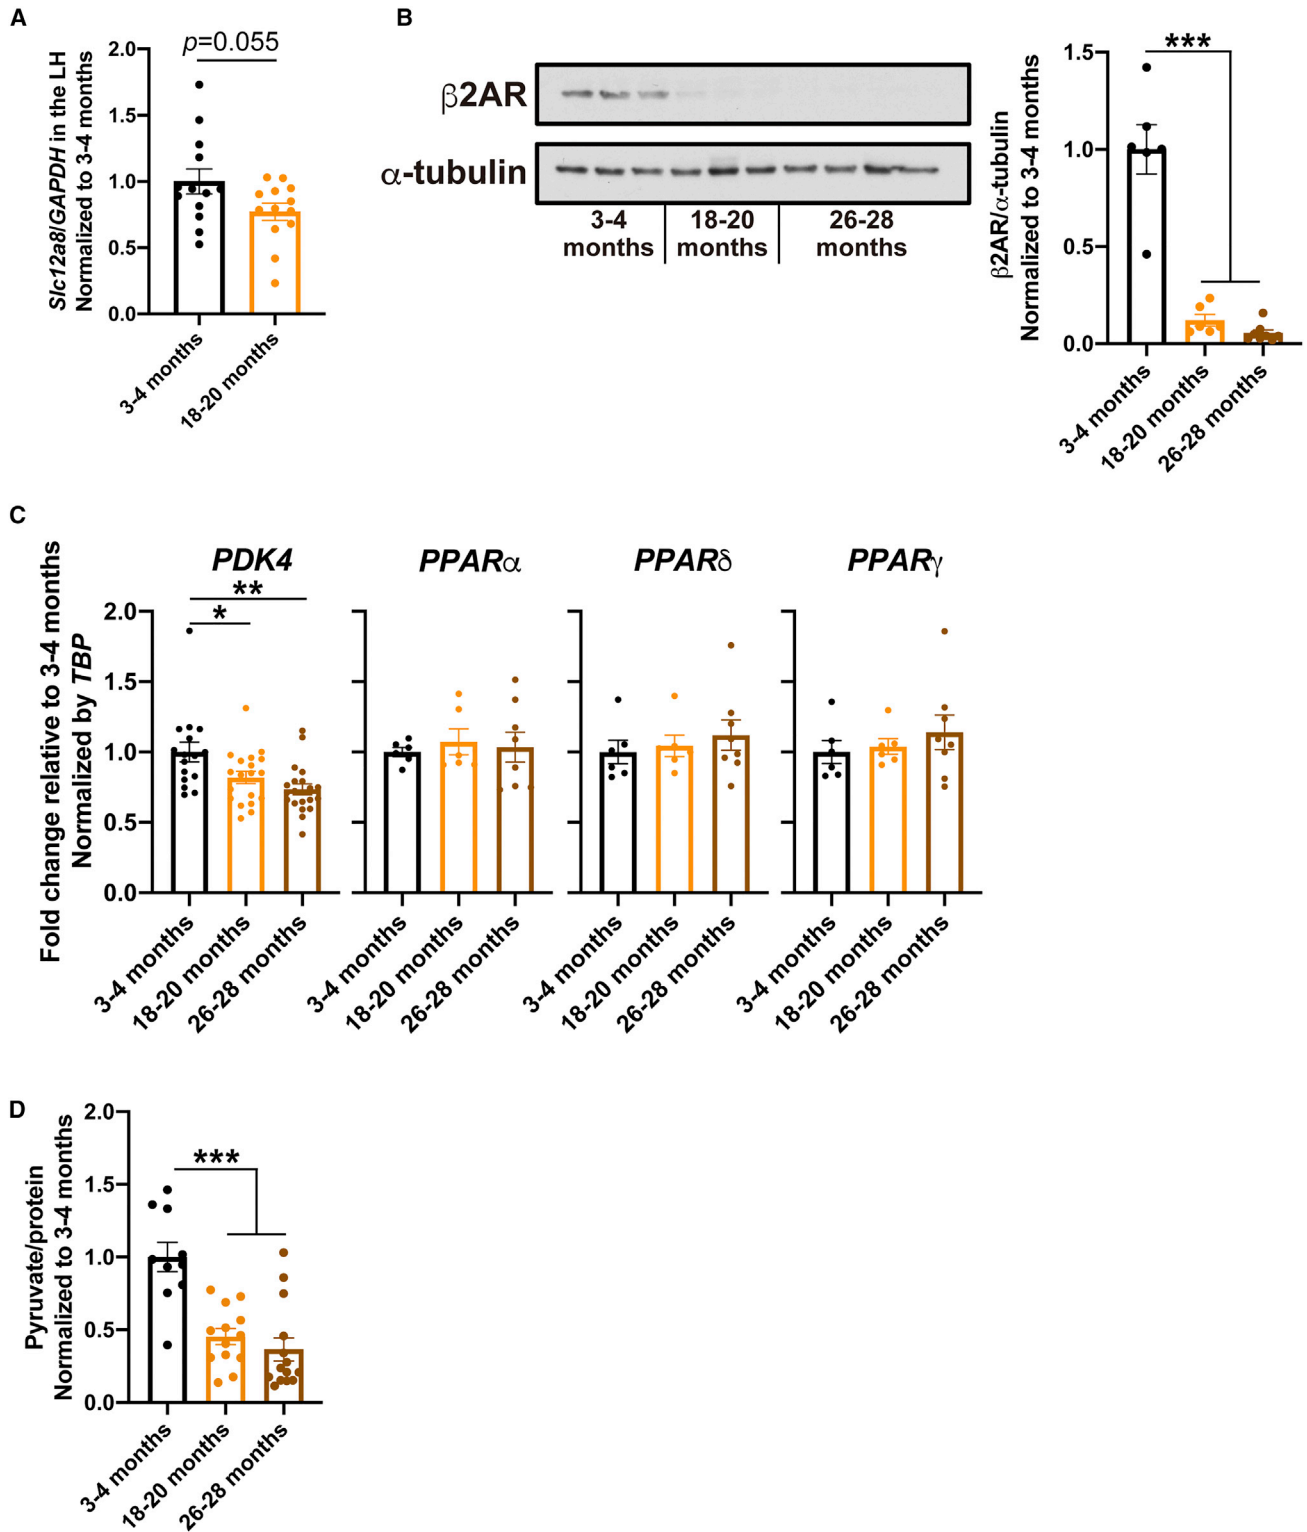 A
Slc12a8/GAPDH in the LH
Normalized to 3-4 months
2.0
1.5
1.0
0.5
0.0
p=0.055
3-4 months
18-20 months
B
β2AR
α-tubulin
3-4
months
18-20
months
26-28
months
β2AR/α-tubulin
Normalized to 3-4 months
1.5
1.0
0.5
0.0
***
3-4 months
18-20 months
26-28 months
C
Fold change relative to 3-4 months
Normalized by TBP
PDK4
PPARα
PPARδ
PPARγ
**
*
2.0
1.5
1.0
0.5
0.0
3-4 months
18-20 months
26-28 months
3-4 months
18-20 months
26-28 months
3-4 months
18-20 months
26-28 months
3-4 months
18-20 months
26-28 months
D
Pyruvate/protein
Normalized to 3-4 months
2.0
1.5
1.0
0.5
0.0
***
3-4 months
18-20 months
26-28 months